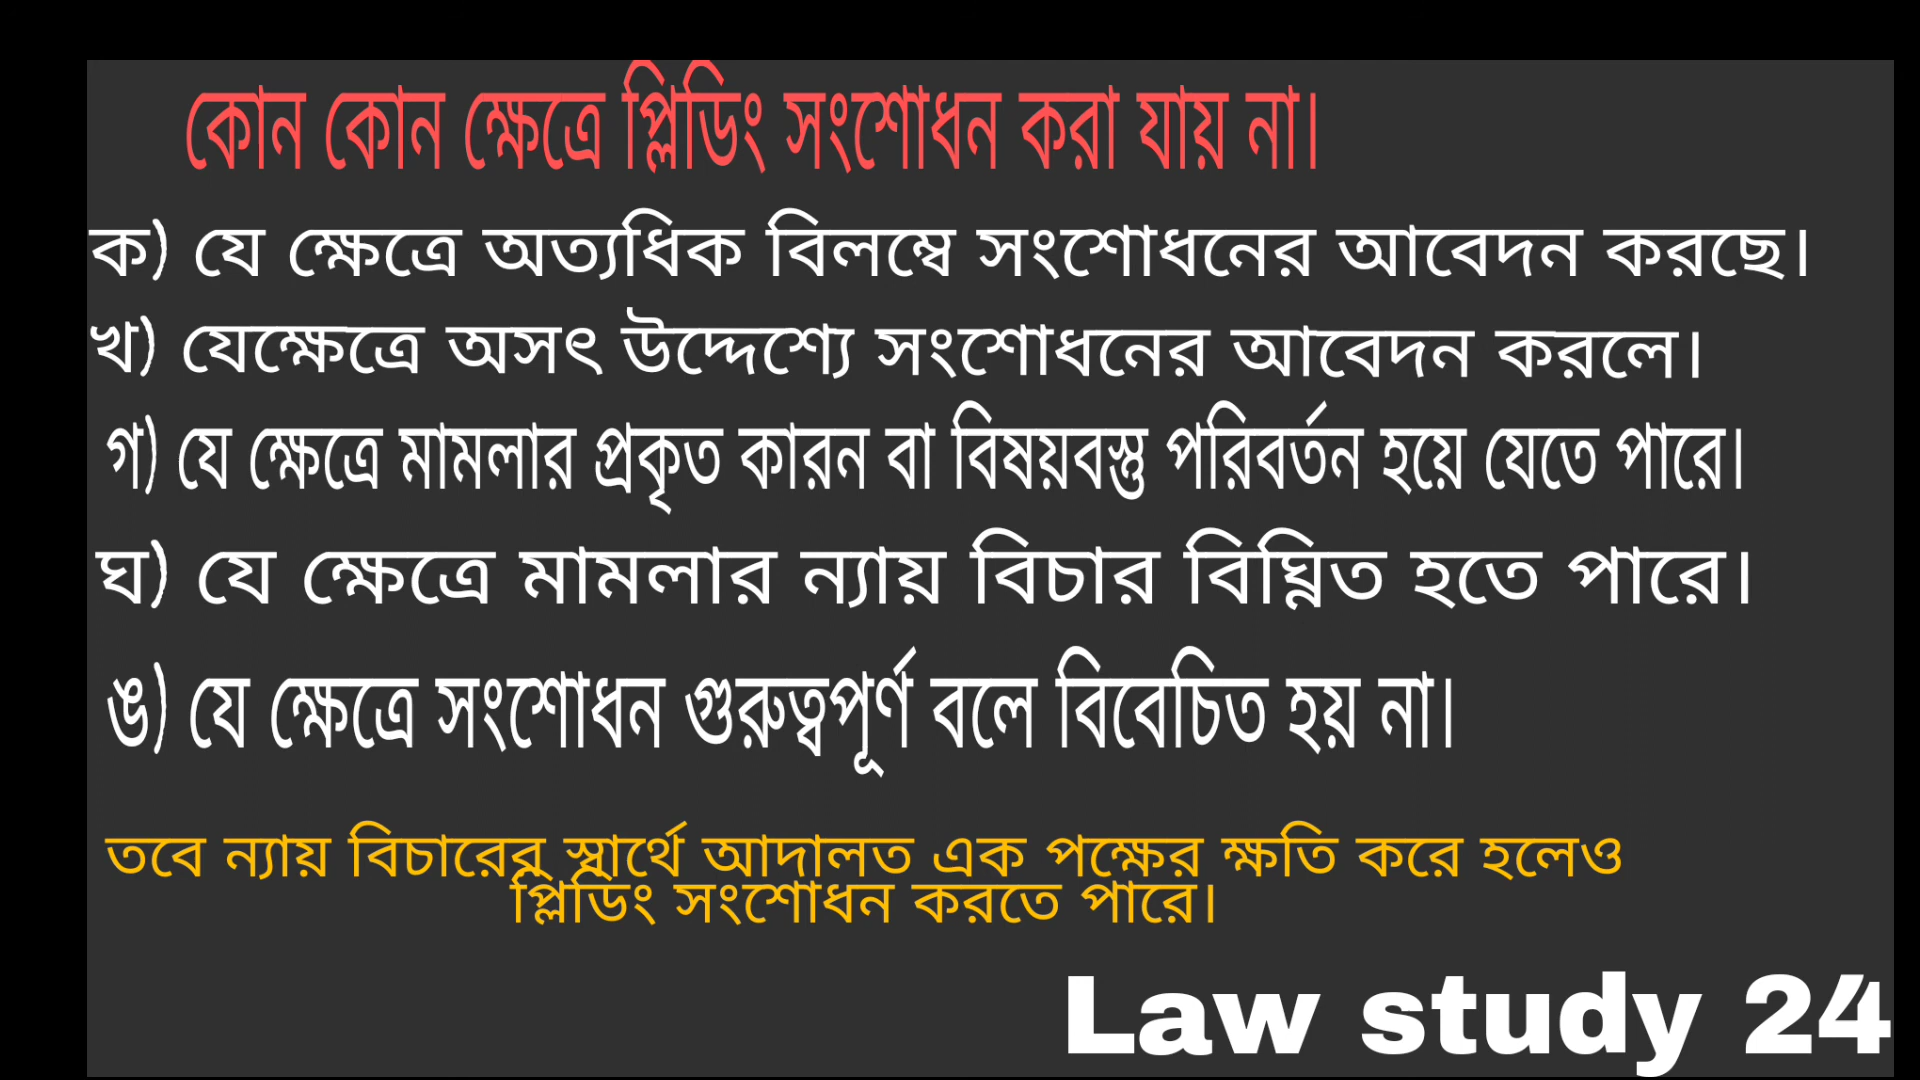 কোন কোন ক্ষেত্রে প্লিডিং সংশোধন করা যায় না।
ক) যে ক্ষেত্রে অত্যধিক বিলম্বে সংশোধনের আবেদন করছে।
খ) যেক্ষেত্রে অসৎ উদ্দেশ্যে সংশোধনের আবেদন করলে।
গ) যে ক্ষেত্রে মামলার প্রকৃত কারন বা বিষয়বস্তু পরিবর্তন হয়ে যেতে পারে।
ঘ) যে ক্ষেত্রে মামলার ন্যায় বিচার বিঘ্নিত হতে পারে।
ঙ) যে ক্ষেত্রে সংশোধন গুরুত্বপূর্ণ বলে বিবেচিত হয় না।
তবে ন্যায় বিচারের স্বার্থে আদালত এক পক্ষের ক্ষতি করে হলেও
প্লিডিং সংশোধন করতে পারে।
Law study 24